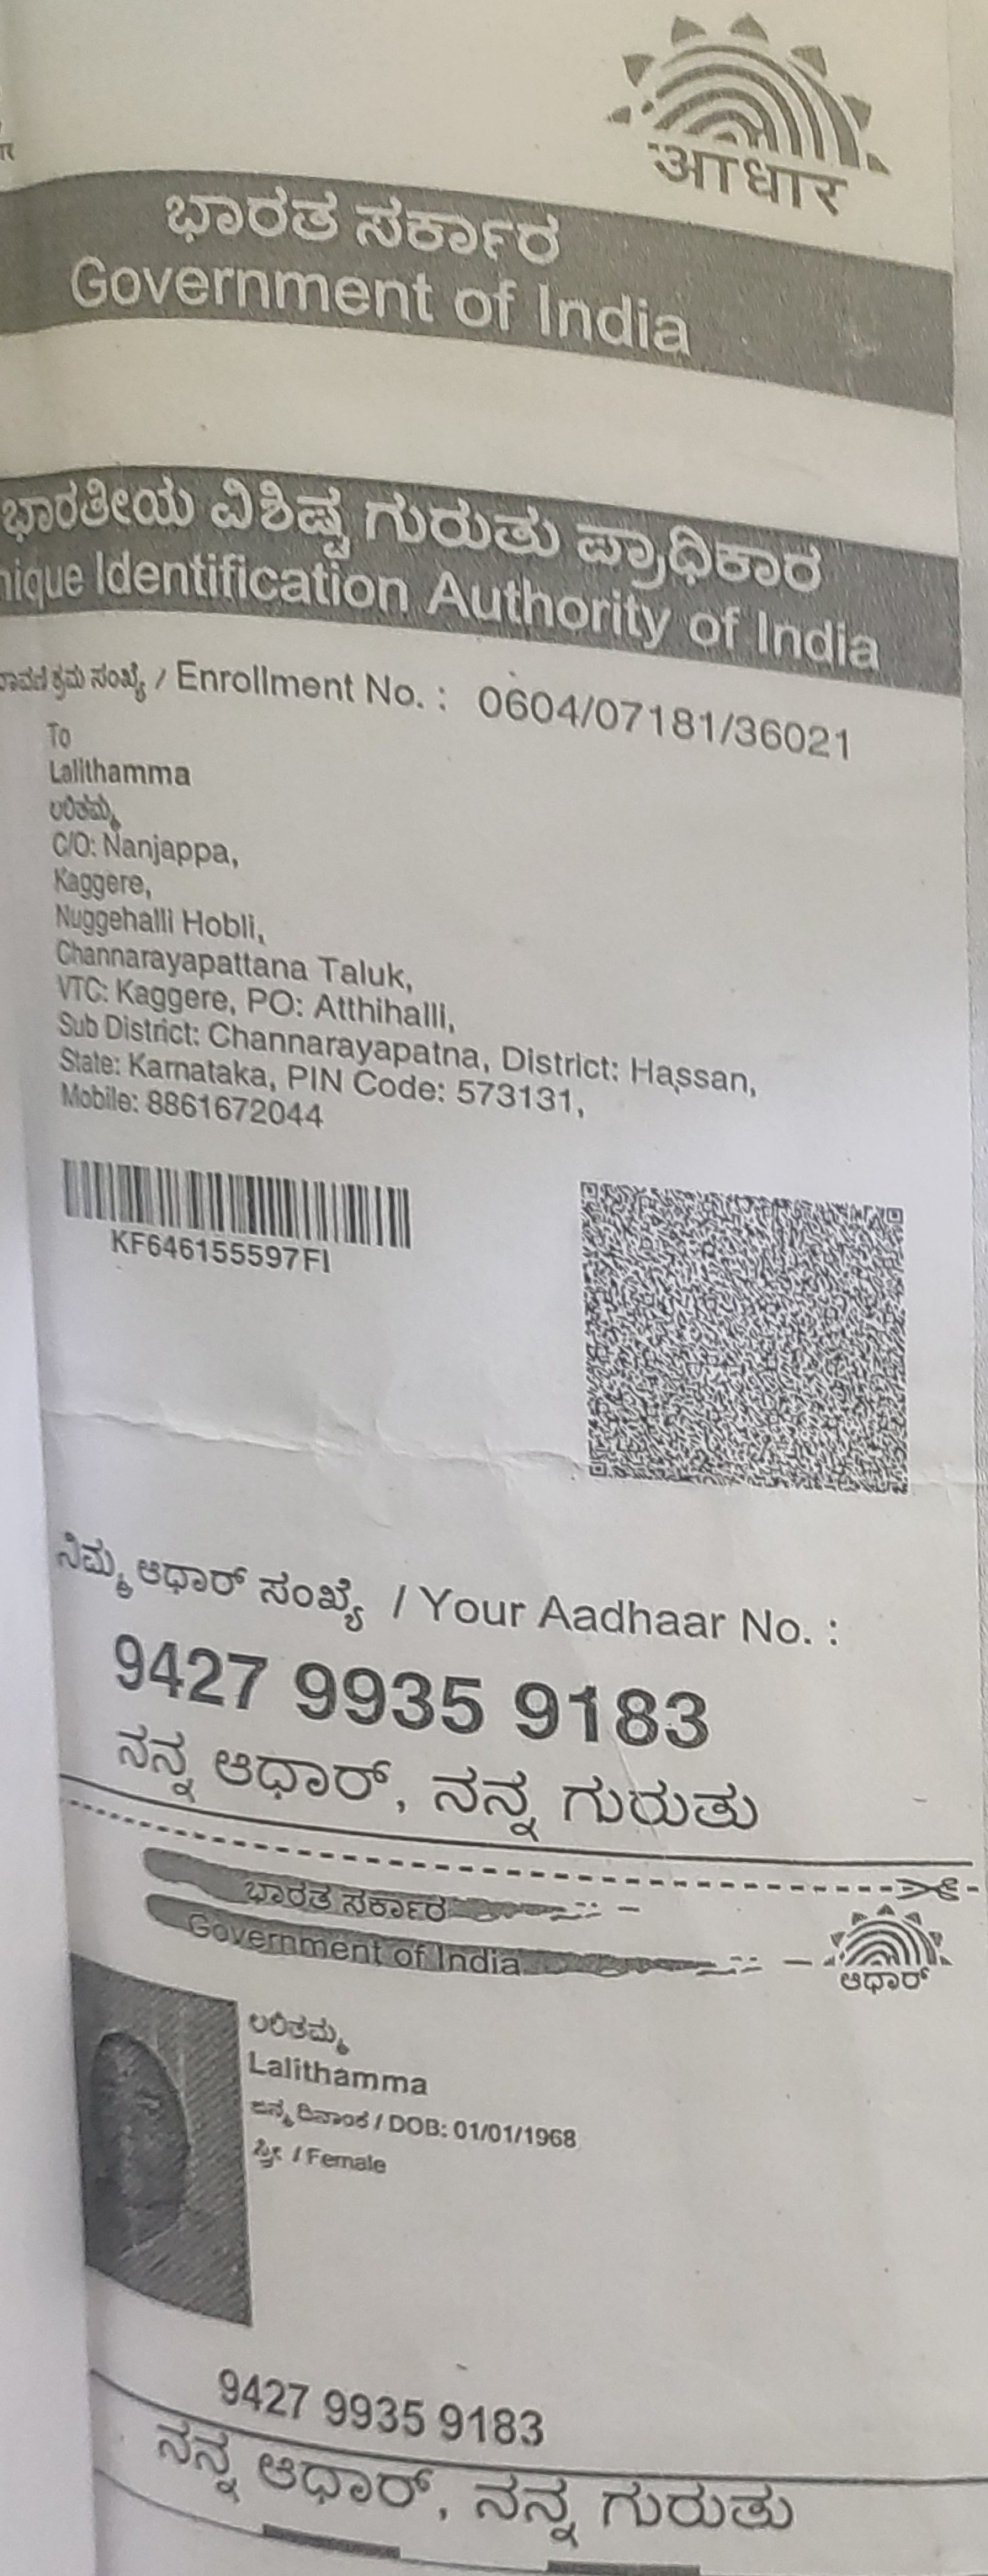 आधार
ಭಾರತ ಸರ್ಕಾರ
Government of India
ಭಾರತೀಯ ವಿಶಿಷ್ಟ ಗುರುತು ಪ್ರಾಧಿಕಾರ
Identification Authority of India
ಕ್ರಮ ಸಂಖ್ಯೆ / Enrollment No. : 0604/07181/36021
To
Lalithamma
ಲಲಿತಮ್ಮ
C/O: Nanjappa,
Kaggere,
Nuggehalli Hobli,
Channarayapattana Taluk,
VTC: Kaggere, PO: Atthihalli,
Sub District: Channarayapatna, District: Hassan,
State: Karnataka, PIN Code: 573131,
Mobile: 8861672044
KF646155597FI
ನಿಮ್ಮ ಆಧಾರ್ ಸಂಖ್ಯೆ / Your Aadhaar No. :
9427 9935 9183
ನನ್ನ ಆಧಾರ್, ನನ್ನ ಗುರುತು
ಭಾರತ ಸರ್ಕಾರ
Government of India
ಆಧಾರ್
ಲಲಿತಮ್ಮ
Lalithamma
ಜನ್ಮ ದಿನಾಂಕ / DOB: 01/01/1968
ಸ್ತ್ರೀ / Female
9427 9935 9183
ನನ್ನ ಆಧಾರ್, ನನ್ನ ಗುರುತು